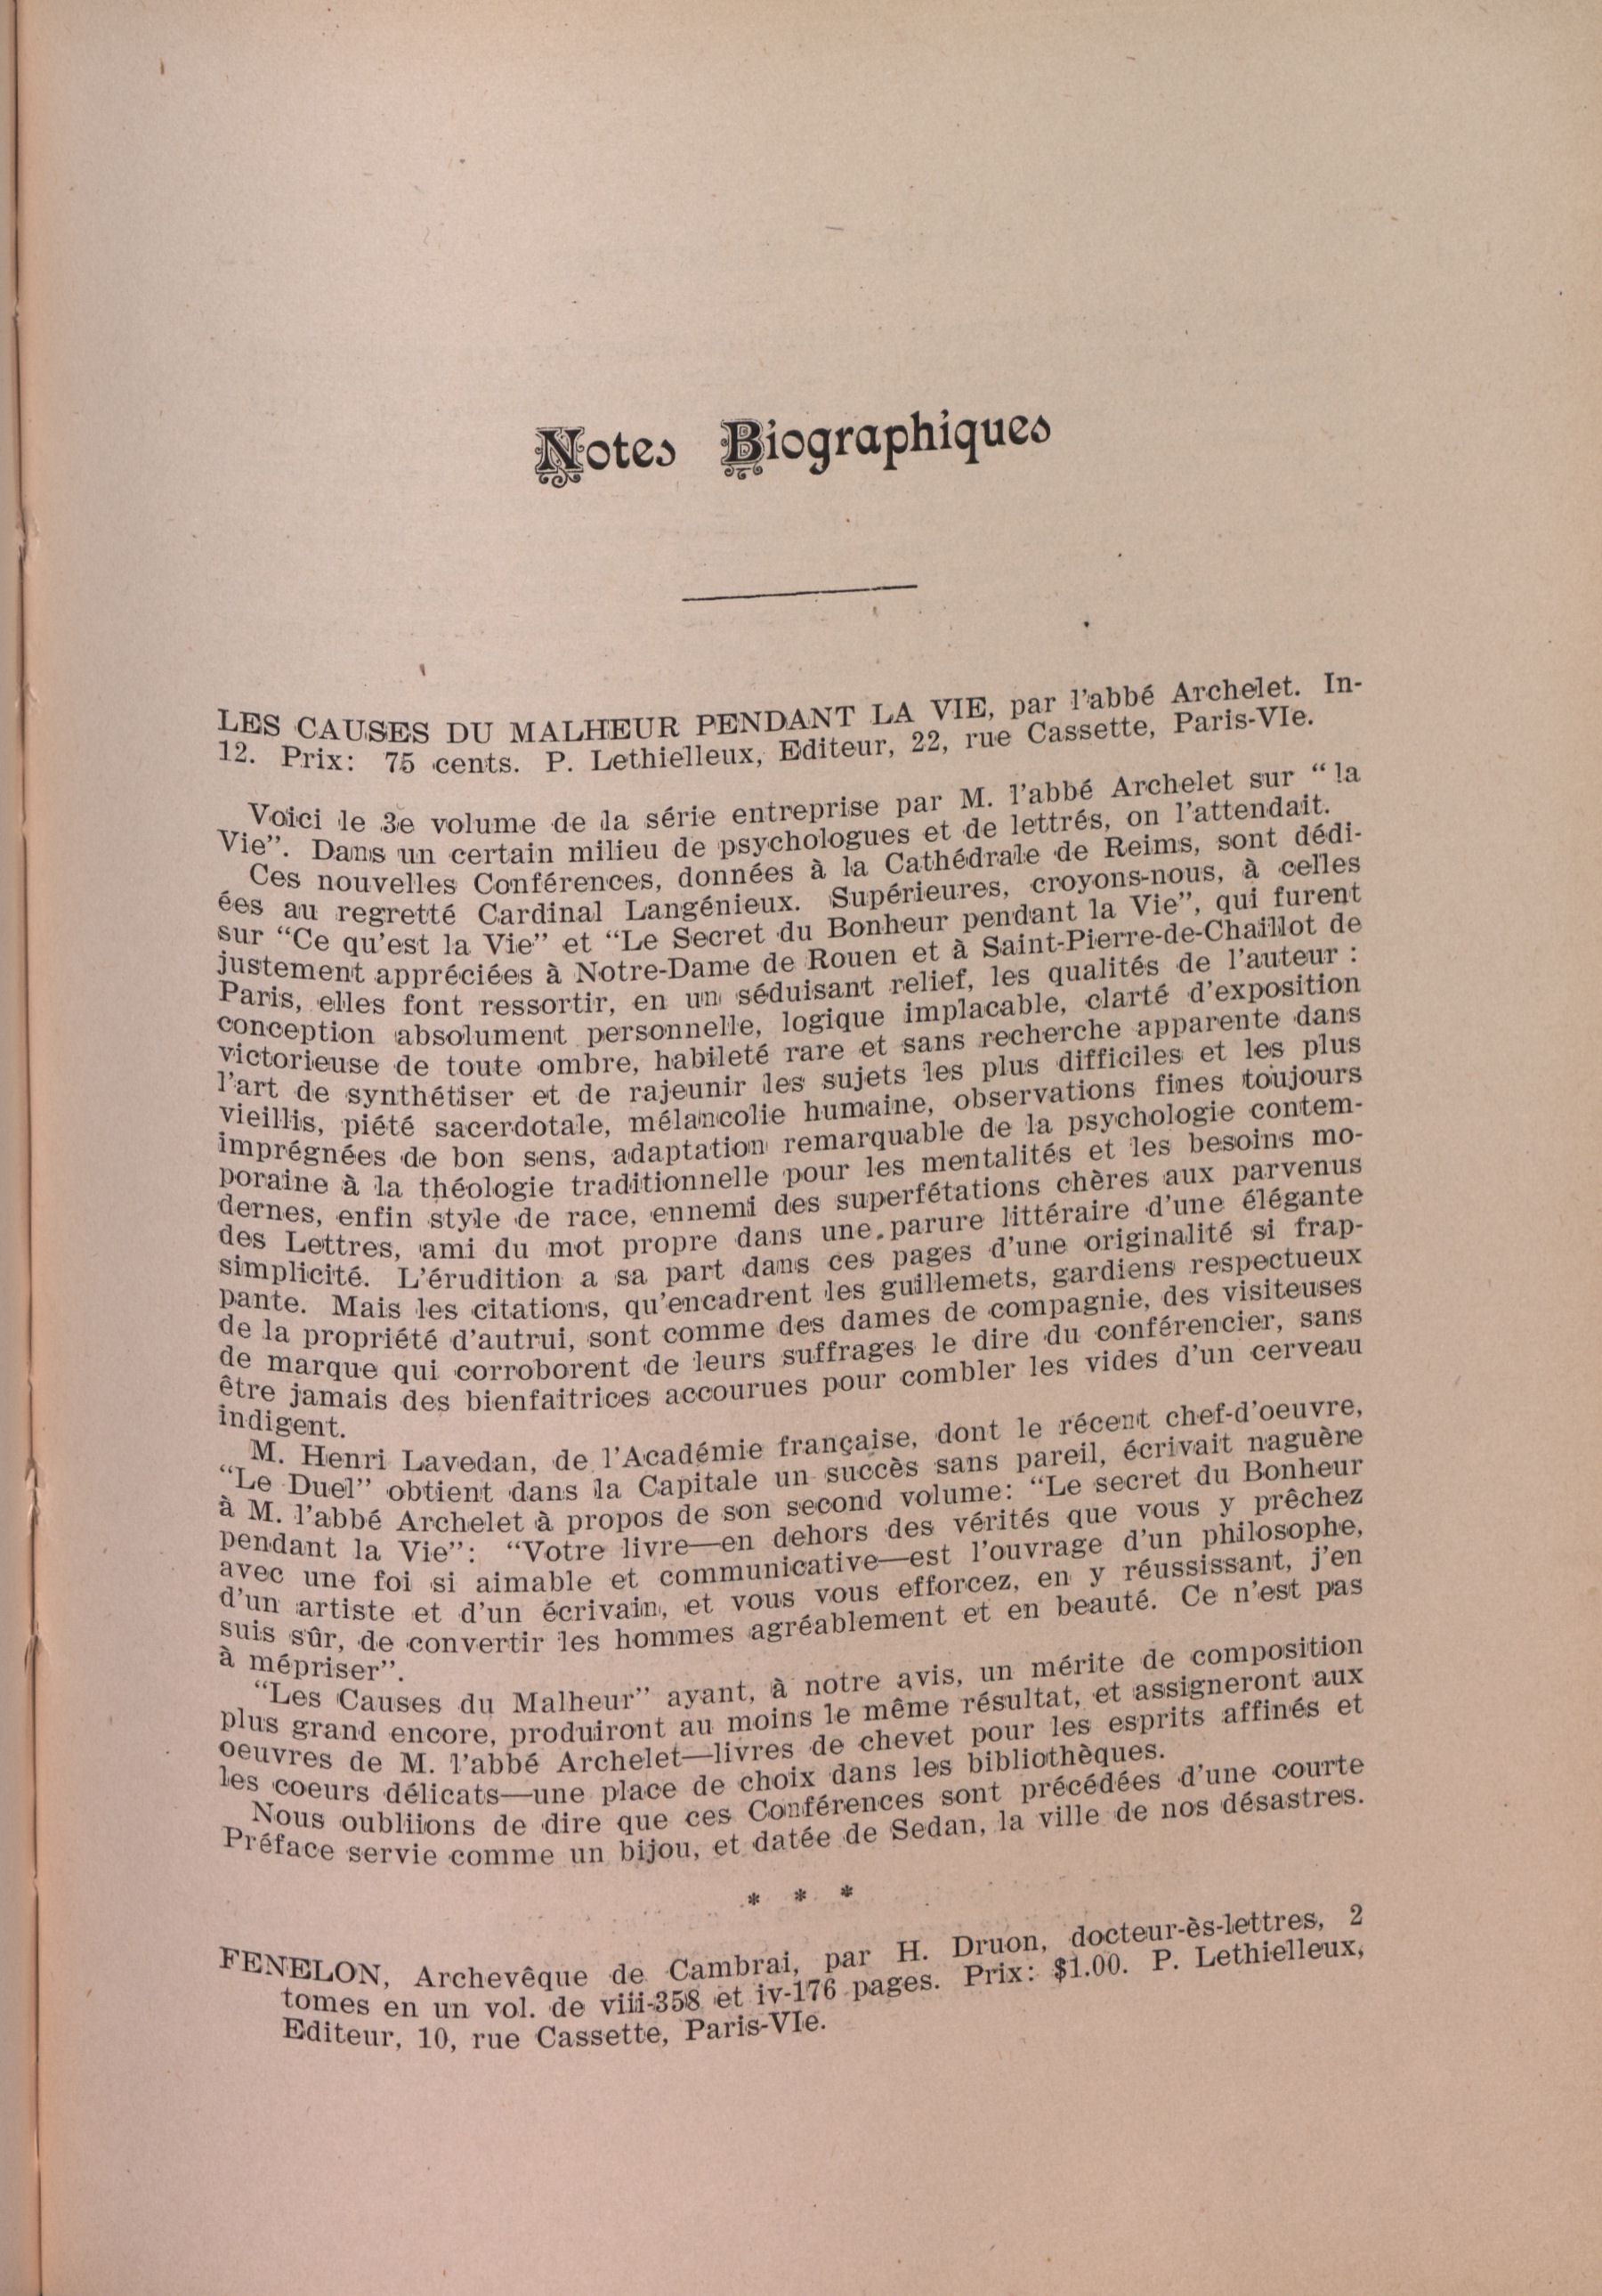 Notes Biographiques
LES CAUSES DU MALHEUR PENDANT LA VIE, par l'abbé Archelet. In-
12. Prix: 75 cents. P. Lethielleux, Editeur, 22, rue Cassette, Paris-VIe.
Voici le 3e volume de la série entreprise par M. l'abbé Archelet sur "la
Vie". Dans un certain milieu de psychologues et de lettrés, on l'attendait.
Ces nouvelles Conférences, données à la Cathédrale de Reims, sont dédi-
ées au regretté Cardinal Langénieux. Supérieures, croyons-nous, à celles
sur "Ce qu'est la Vie" et "Le Secret du Bonheur pendant la Vie", qui furent
justement appréciées à Notre-Dame de Rouen et à Saint-Pierre-de-Chaillot de
Paris, elles font ressortir, en un séduisant relief, les qualités de l'auteur :
conception absolument personnelle, logique implacable, clarté d'exposition
victorieuse de toute ombre, habileté rare et sans recherche apparente dans
l'art de synthétiser et de rajeunir les sujets les plus difficiles et les plus
vieillis, piété sacerdotale, mélancolie humaine, observations fines toujours
imprégnées de bon sens, adaptation remarquable de la psychologie contem-
poraine à la théologie traditionnelle pour les mentalités et les besoins mo-
dernes, enfin style de race, ennemi des superfétations chères aux parvenus
des Lettres, ami du mot propre dans une parure littéraire d'une élégante
simplicité. L'érudition a sa part dans ces pages d'une originalité si frap-
pante. Mais les citations, qu'encadrent les guillemets, gardiens respectueux
de la propriété d'autrui, sont comme des dames de compagnie, des visiteuses
de marque qui corroborent de leurs suffrages le dire du conférencier, sans
être jamais des bienfaitrices accourues pour combler les vides d'un cerveau
indigent.
M. Henri Lavedan, de l'Académie française, dont le récent chef-d'oeuvre,
"Le Duel" obtient dans la Capitale un succès sans pareil, écrivait naguère
à M. l'abbé Archelet à propos de son second volume: "Le secret du Bonheur
pendant la Vie": "Votre livre—en dehors des vérités que vous y prêchez
avec une foi si aimable et communicative—est l'ouvrage d'un philosophe,
d'un artiste et d'un écrivain, et vous vous efforcez, en y réussissant, j'en
suis sûr, de convertir les hommes agréablement et en beauté. Ce n'est pas
à mépriser".
"Les Causes du Malheur" ayant, à notre avis, un mérite de composition
plus grand encore, produiront au moins le même résultat, et assigneront aux
oeuvres de M. l'abbé Archelet—livres de chevet pour les esprits affinés et
les coeurs délicats—une place de choix dans les bibliothèques.
Nous oubliions de dire que ces Conférences sont précédées d'une courte
Préface servie comme un bijou, et datée de Sedan, la ville de nos désastres.
* * *
FENELON, Archevêque de Cambrai, par H. Druon, docteur-ès-lettres, 2
tomes en un vol. de viii-358 et iv-176 pages. Prix: $1.00. P. Lethielleux,
Editeur, 10, rue Cassette, Paris-VIe.